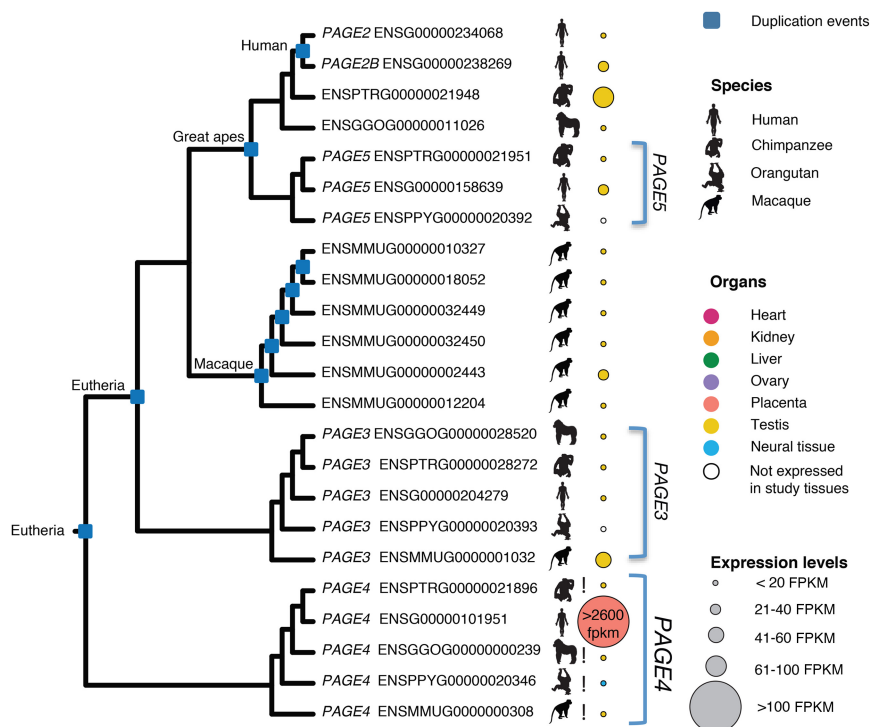 Duplication events
Human
PAGE2 ENSG00000234068
PAGE2B ENSG00000238269
ENSPTRG00000021948
ENSGGOG00000011026
Great apes
PAGE5 ENSPTRG00000021951
PAGE5 ENSG00000158639
PAGE5 ENSPPYG00000020392
PAGE5
ENSMMUG00000010327
ENSMMUG00000018052
ENSMMUG00000032449
ENSMMUG00000032450
ENSMMUG00000002443
ENSMMUG00000012204
Macaque
Eutheria
PAGE3 ENSGGOG00000028520
PAGE3 ENSPTRG00000028272
PAGE3 ENSG00000204279
PAGE3 ENSPPYG00000020393
PAGE3 ENSMMUG0000001032
PAGE3
Eutheria
PAGE4 ENSPTRG00000021896 !
PAGE4 ENSG00000101951
>2600
fpkm
PAGE4 ENSGGOG00000000239 !
PAGE4 ENSPPYG00000020346 !
PAGE4 ENSMMUG0000000308 !
PAGE4
Species
Human
Chimpanzee
Orangutan
Macaque
Organs
Heart
Kidney
Liver
Ovary
Placenta
Testis
Neural tissue
Not expressed
in study tissues
Expression levels
< 20 FPKM
21-40 FPKM
41-60 FPKM
61-100 FPKM
>100 FPKM